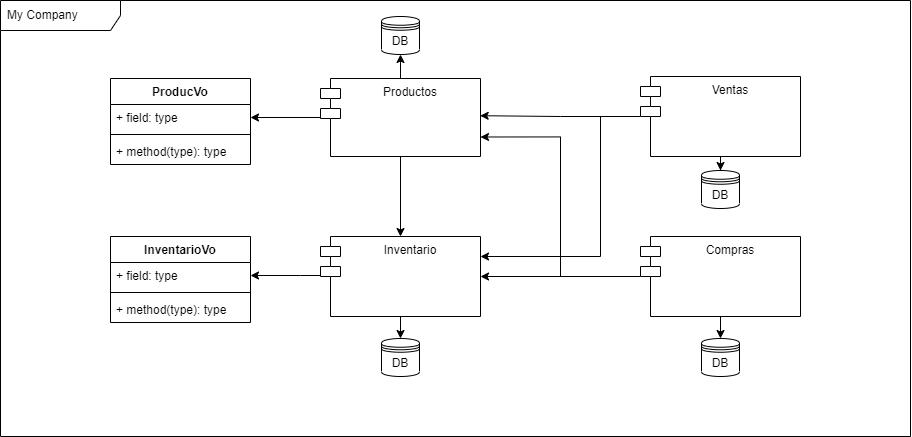 My Company
DB
ProducVo
+ field: type
+ method(type): type
Productos
Ventas
DB
InventarioVo
+ field: type
+ method(type): type
Inventario
Compras
DB
DB